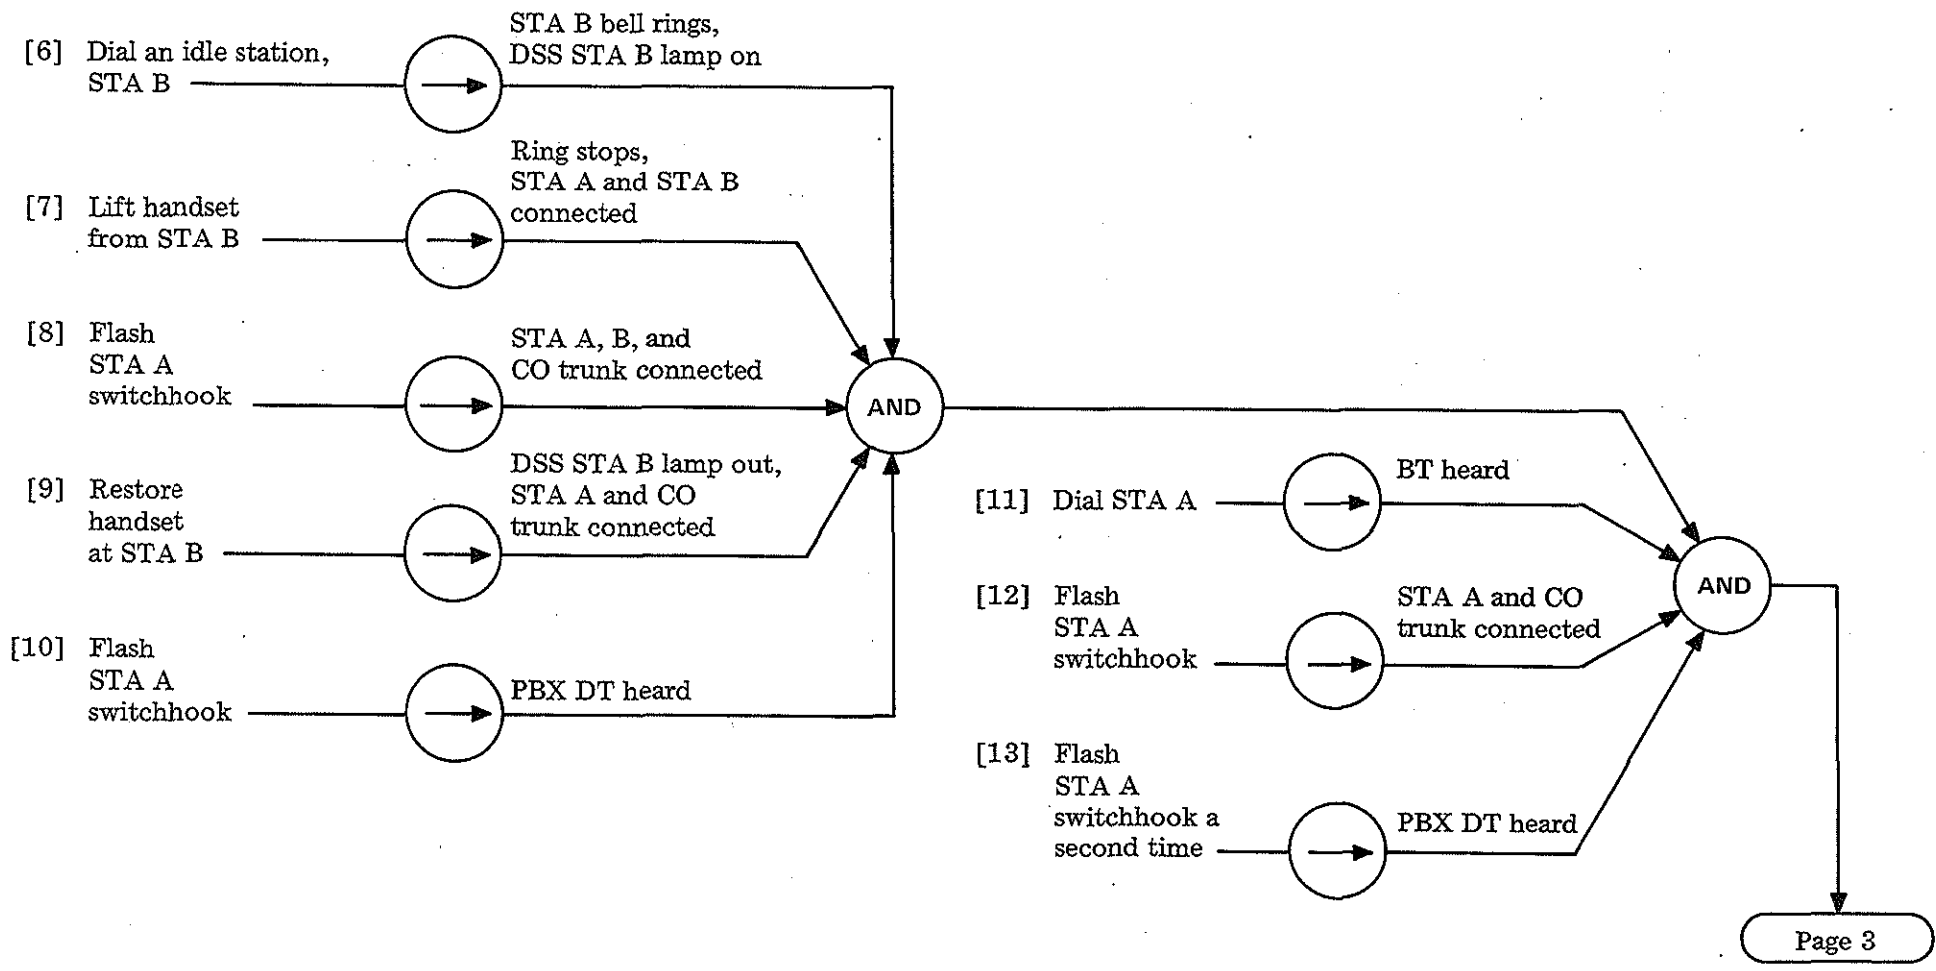 [6] Dial an idle station,
STA B
STA B bell rings,
DSS STA B lamp on
[7] Lift handset
from STA B
Ring stops,
STA A and STA B
connected
[8] Flash
STA A
switchhook
STA A, B, and
CO trunk connected
AND
[9] Restore
handset
at STA B
DSS STA B lamp out,
STA A and CO
trunk connected
[10] Flash
STA A
switchhook
PBX DT heard
[11] Dial STA A
BT heard
AND
[12] Flash
STA A
switchhook
STA A and CO
trunk connected
[13] Flash
STA A
switchhook a
second time
PBX DT heard
Page 3